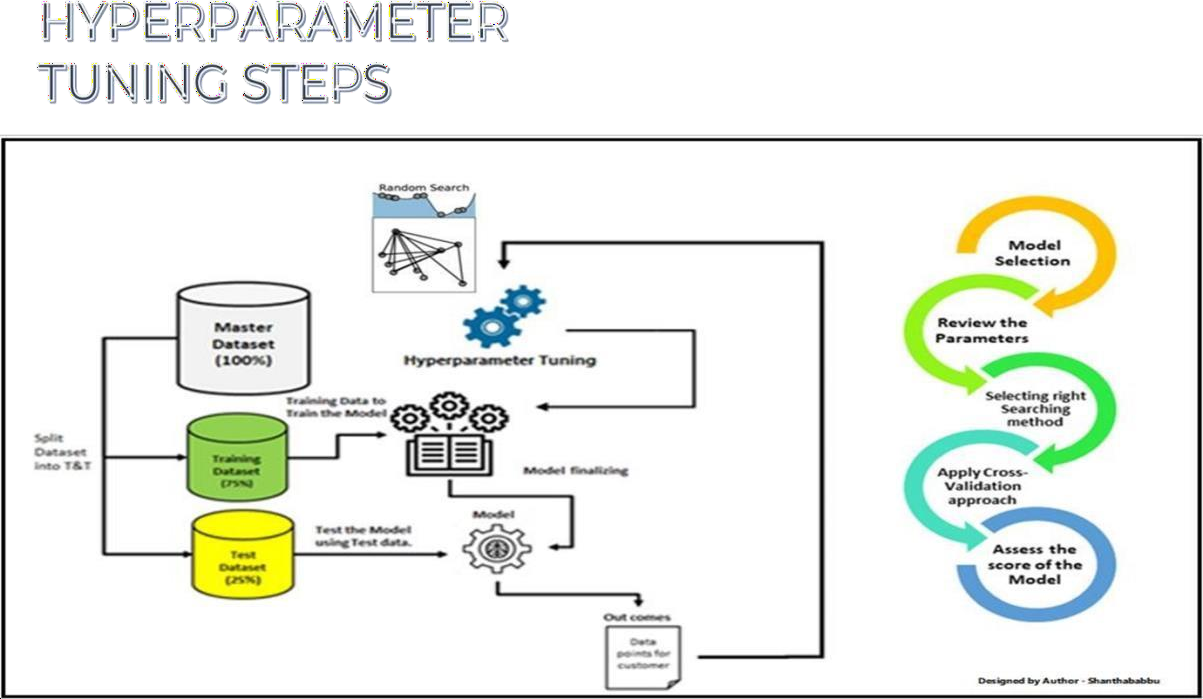 HYPERPARAMETER
TUNING STEPS
Random Search
Master
Dataset
(100%)
Hyperparameter Tuning
Training Data to
Train the Model
Split
Dataset
into T&T
Training
Dataset
(75%)
Model finalizing
Model
Test the Model
using Test data.
Test
Dataset
(25%)
Out comes
Data
points for
customer
Model
Selection
Review the
Parameters
Selecting right
Searching
method
Apply Cross-
Validation
approach
Assess the
score of the
Model
Designed by Author - Shanthababbu